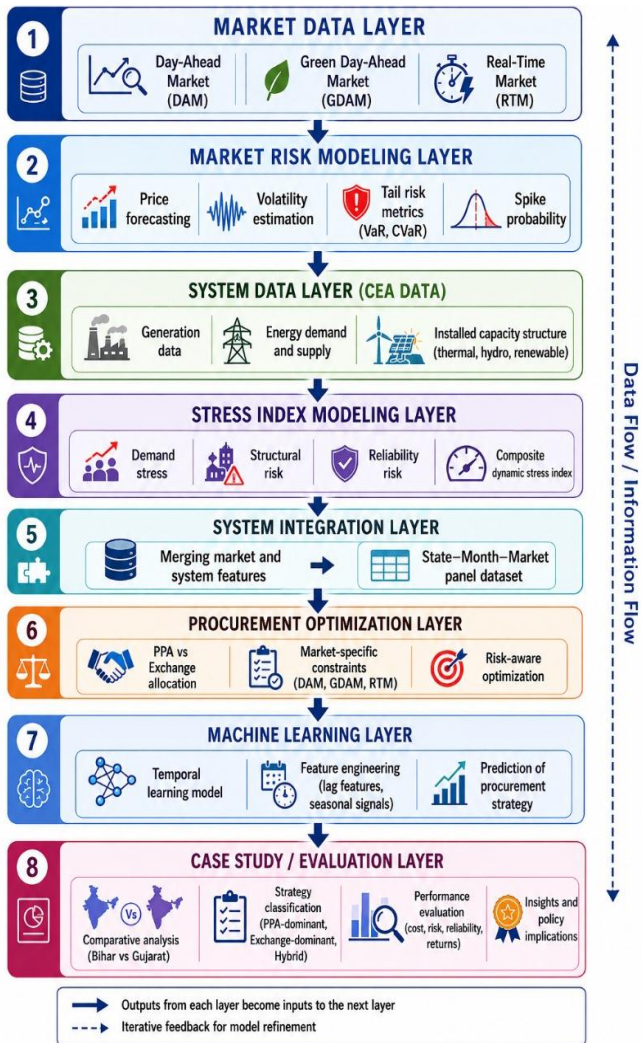 1
MARKET DATA LAYER
Day-Ahead
Market
(DAM)
Green Day-Ahead
Market
(GDAM)
Real-Time
Market
(RTM)
2
MARKET RISK MODELING LAYER
Price
forecasting
Volatility
estimation
Tail risk
metrics
(VaR, CVaR)
Spike
probability
3
SYSTEM DATA LAYER (CEA DATA)
Generation
data
Energy demand
and supply
Installed capacity structure
(thermal, hydro, renewable)
4
STRESS INDEX MODELING LAYER
Demand
stress
Structural
risk
Reliability
risk
Composite
dynamic stress index
5
SYSTEM INTEGRATION LAYER
Merging market and
system features
State–Month–Market
panel dataset
6
PROCUREMENT OPTIMIZATION LAYER
PPA vs
Exchange
allocation
Market-specific
constraints
(DAM, GDAM, RTM)
Risk-aware
optimization
7
MACHINE LEARNING LAYER
Temporal
learning model
Feature engineering
(lag features,
seasonal signals)
Prediction of
procurement
strategy
8
CASE STUDY / EVALUATION LAYER
Vs
Comparative analysis
(Bihar vs Gujarat)
Strategy
classification
(PPA-dominant,
Exchange-dominant,
Hybrid)
Performance
evaluation
(cost, risk, reliability,
returns)
Insights and
policy
implications
Data Flow / Information Flow
Outputs from each layer become inputs to the next layer
Iterative feedback for model refinement